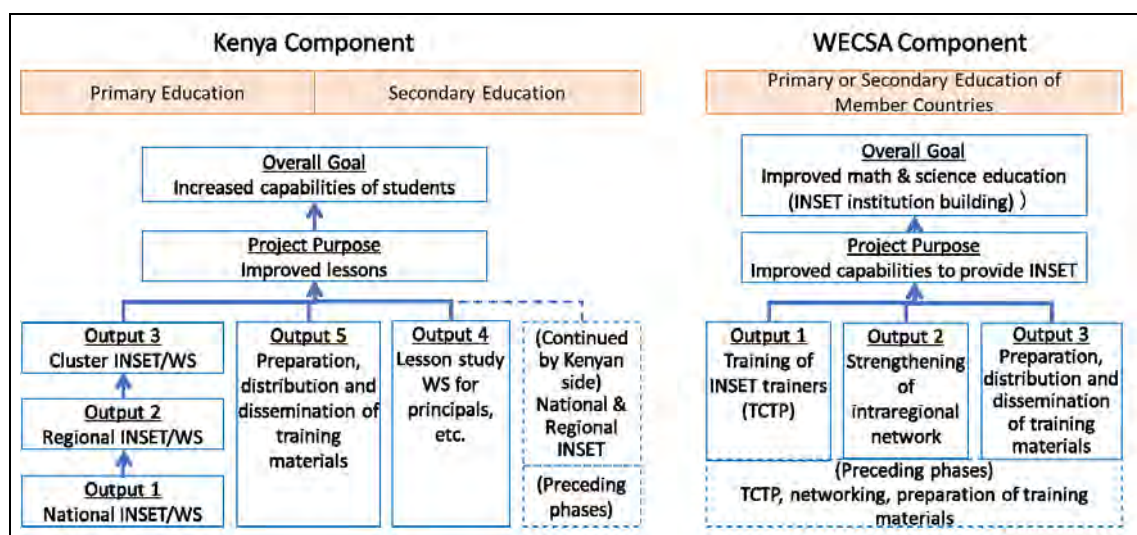 Kenya Component
Primary Education
Secondary Education
Overall Goal
Increased capabilities of students
Project Purpose
Improved lessons
Output 3
Cluster INSET/WS
Output 2
Regional INSET/WS
Output 1
National INSET/WS
Output 5
Preparation,
distribution and
dissemination of
training
materials
Output 4
Lesson study
WS for
principals,
etc.
(Continued
by Kenyan
side)
National &
Regional
INSET
(Preceding
phases)
WECSA Component
Primary or Secondary Education of
Member Countries
Overall Goal
Improved math & science education
(INSET institution building) ）
Project Purpose
Improved capabilities to provide INSET
Output 1
Training of
INSET trainers
(TCTP)
Output 2
Strengthening
of
intraregional
network
Output 3
Preparation,
distribution and
dissemination
of training
materials
(Preceding phases)
TCTP, networking, preparation of training
materials